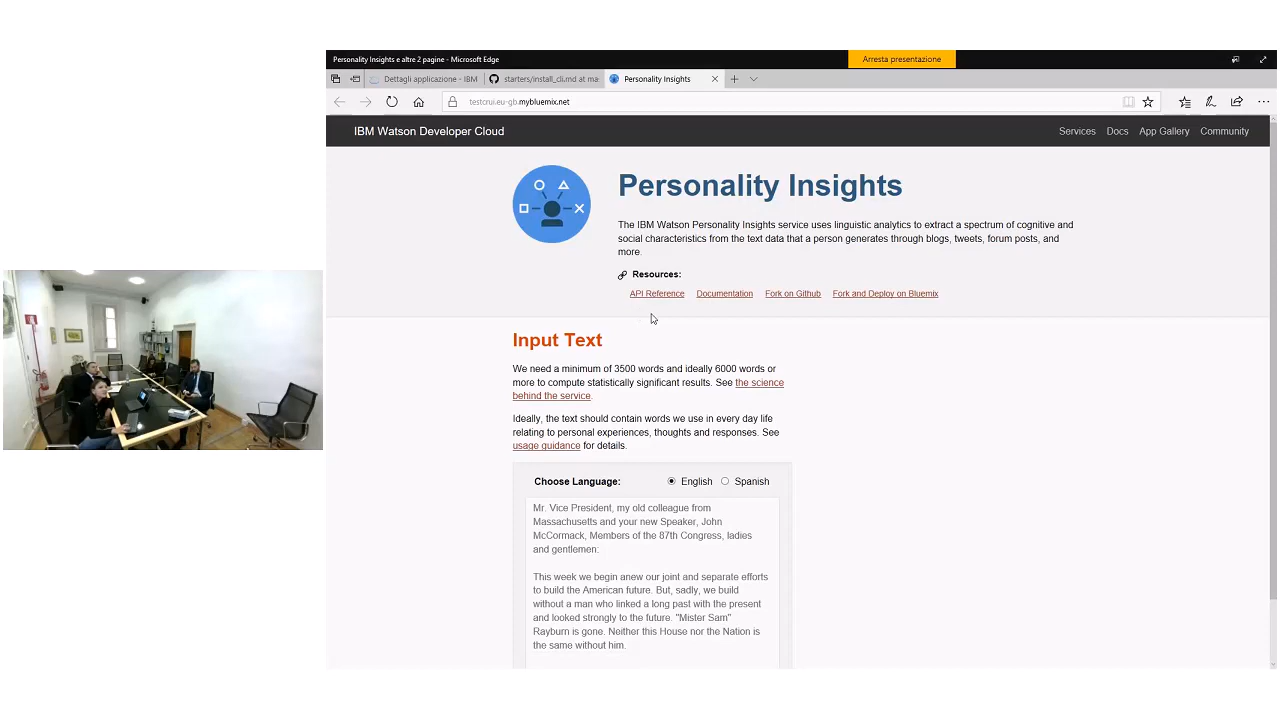 Personality Insights e altre 2 pagine - Microsoft Edge
Arresta presentazione
Dettagli applicazione - IBM
starters/install_cli.md at ma
Personality Insights
testcrui.eu-gb.mybluemix.net
IBM Watson Developer Cloud
Services Docs App Gallery Community
Personality Insights
The IBM Watson Personality Insights service uses linguistic analytics to extract a spectrum of cognitive and
social characteristics from the text data that a person generates through blogs, tweets, forum posts, and
more.
Resources:
API Reference Documentation Fork on Github Fork and Deploy on Bluemix
Input Text
We need a minimum of 3500 words and ideally 6000 words or
more to compute statistically significant results. See the science
behind the service.
Ideally, the text should contain words we use in every day life
relating to personal experiences, thoughts and responses. See
usage guidance for details.
Choose Language: English Spanish
Mr. Vice President, my old colleague from
Massachusetts and your new Speaker, John
McCormack, Members of the 87th Congress, ladies
and gentlemen:
This week we begin anew our joint and separate efforts
to build the American future. But, sadly, we build
without a man who linked a long past with the present
and looked strongly to the future. "Mister Sam"
Rayburn is gone. Neither this House nor the Nation is
the same without him.